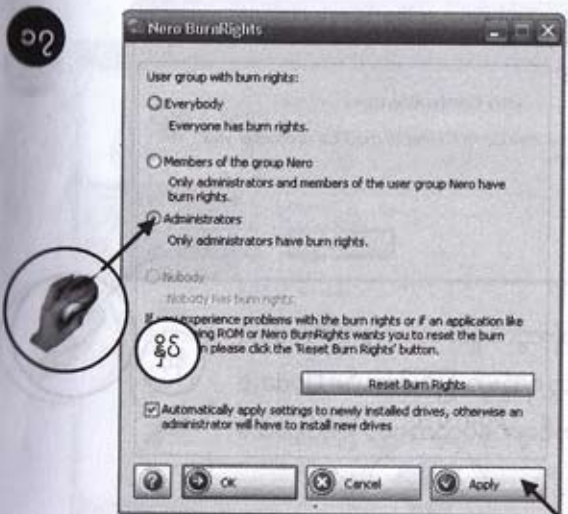 ၁၇
Nero BurnRights
User group with burn rights:
Everybody
Everyone has burn rights.
Members of the group Nero
Only administrators and members of the user group Nero have
burn rights.
Administrators
Only administrators have burn rights.
Nobody
Nobody has burn rights.
experience problems with the burn rights or if an application like
ROM or Nero BurnRights wants you to reset the burn
please click the 'Reset Burn Rights' button.
နှိပ်
Reset Burn Rights
Automatically apply settings to newly installed drives, otherwise an
administrator will have to install new drives
? OK Cancel Apply